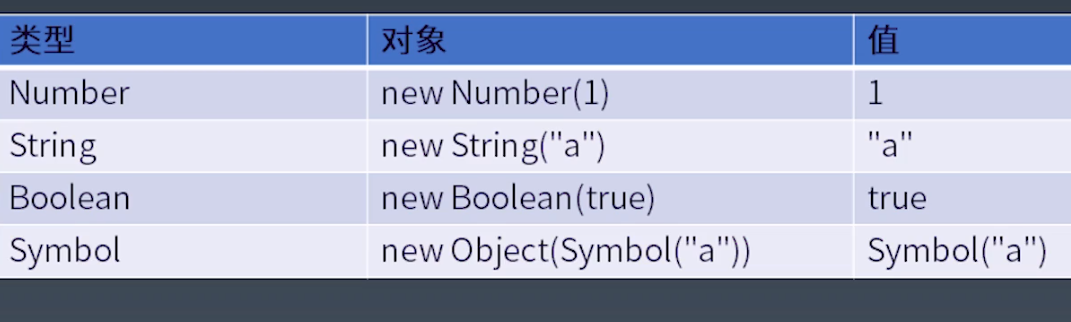 类型 对象 值
Number new Number(1) 1
String new String("a") "a"
Boolean new Boolean(true) true
Symbol new Object(Symbol("a")) Symbol("a")